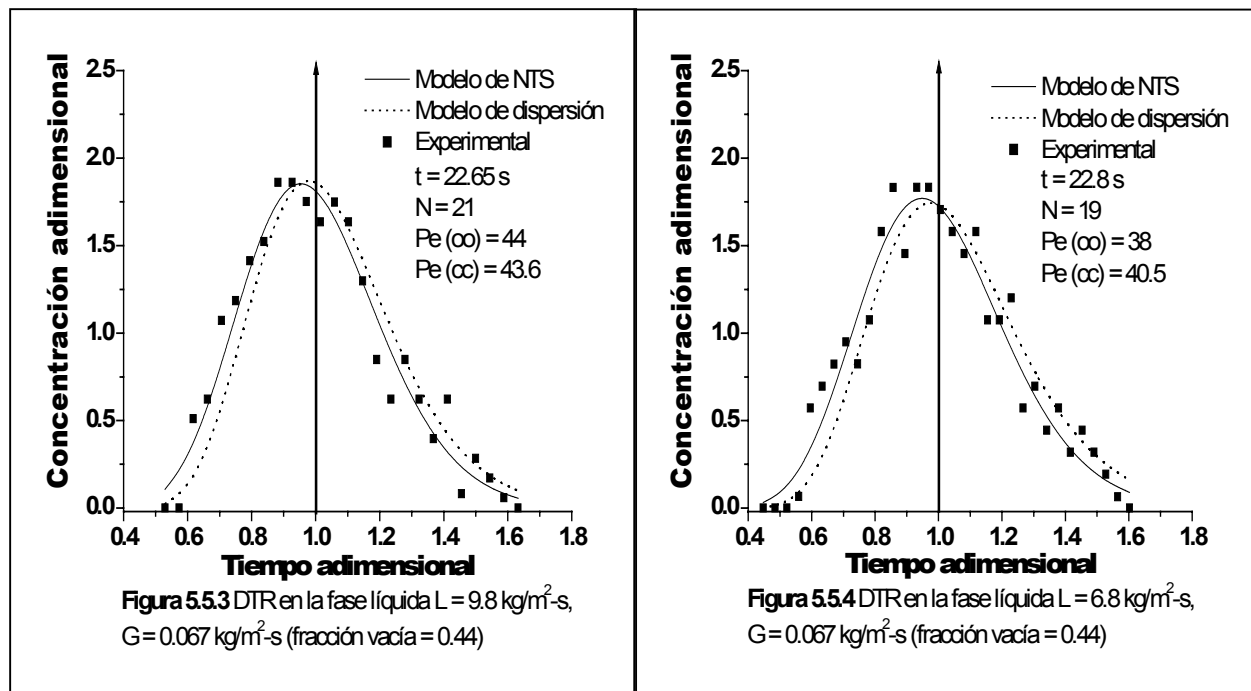 2.5
2.0
1.5
1.0
0.5
0.0
Concentración adimensional
Modelo de NTS
Modelo de dispersión
Experimental
t = 22.65 s
N = 21
Pe (oo) = 44
Pe (oc) = 43.6
0.4 0.6 0.8 1.0 1.2 1.4 1.6 1.8
Tiempo adimensional
Figura 5.5.3 DTR en la fase líquida L = 9.8 kg/m²-s,
G = 0.067 kg/m²-s (fracción vacía = 0.44)
2.5
2.0
1.5
1.0
0.5
0.0
Concentración adimensional
Modelo de NTS
Modelo de dispersión
Experimental
t = 22.8 s
N = 19
Pe (oo) = 38
Pe (oc) = 40.5
0.4 0.6 0.8 1.0 1.2 1.4 1.6 1.8
Tiempo adimensional
Figura 5.5.4 DTR en la fase líquida L = 6.8 kg/m²-s,
G = 0.067 kg/m²-s (fracción vacía = 0.44)